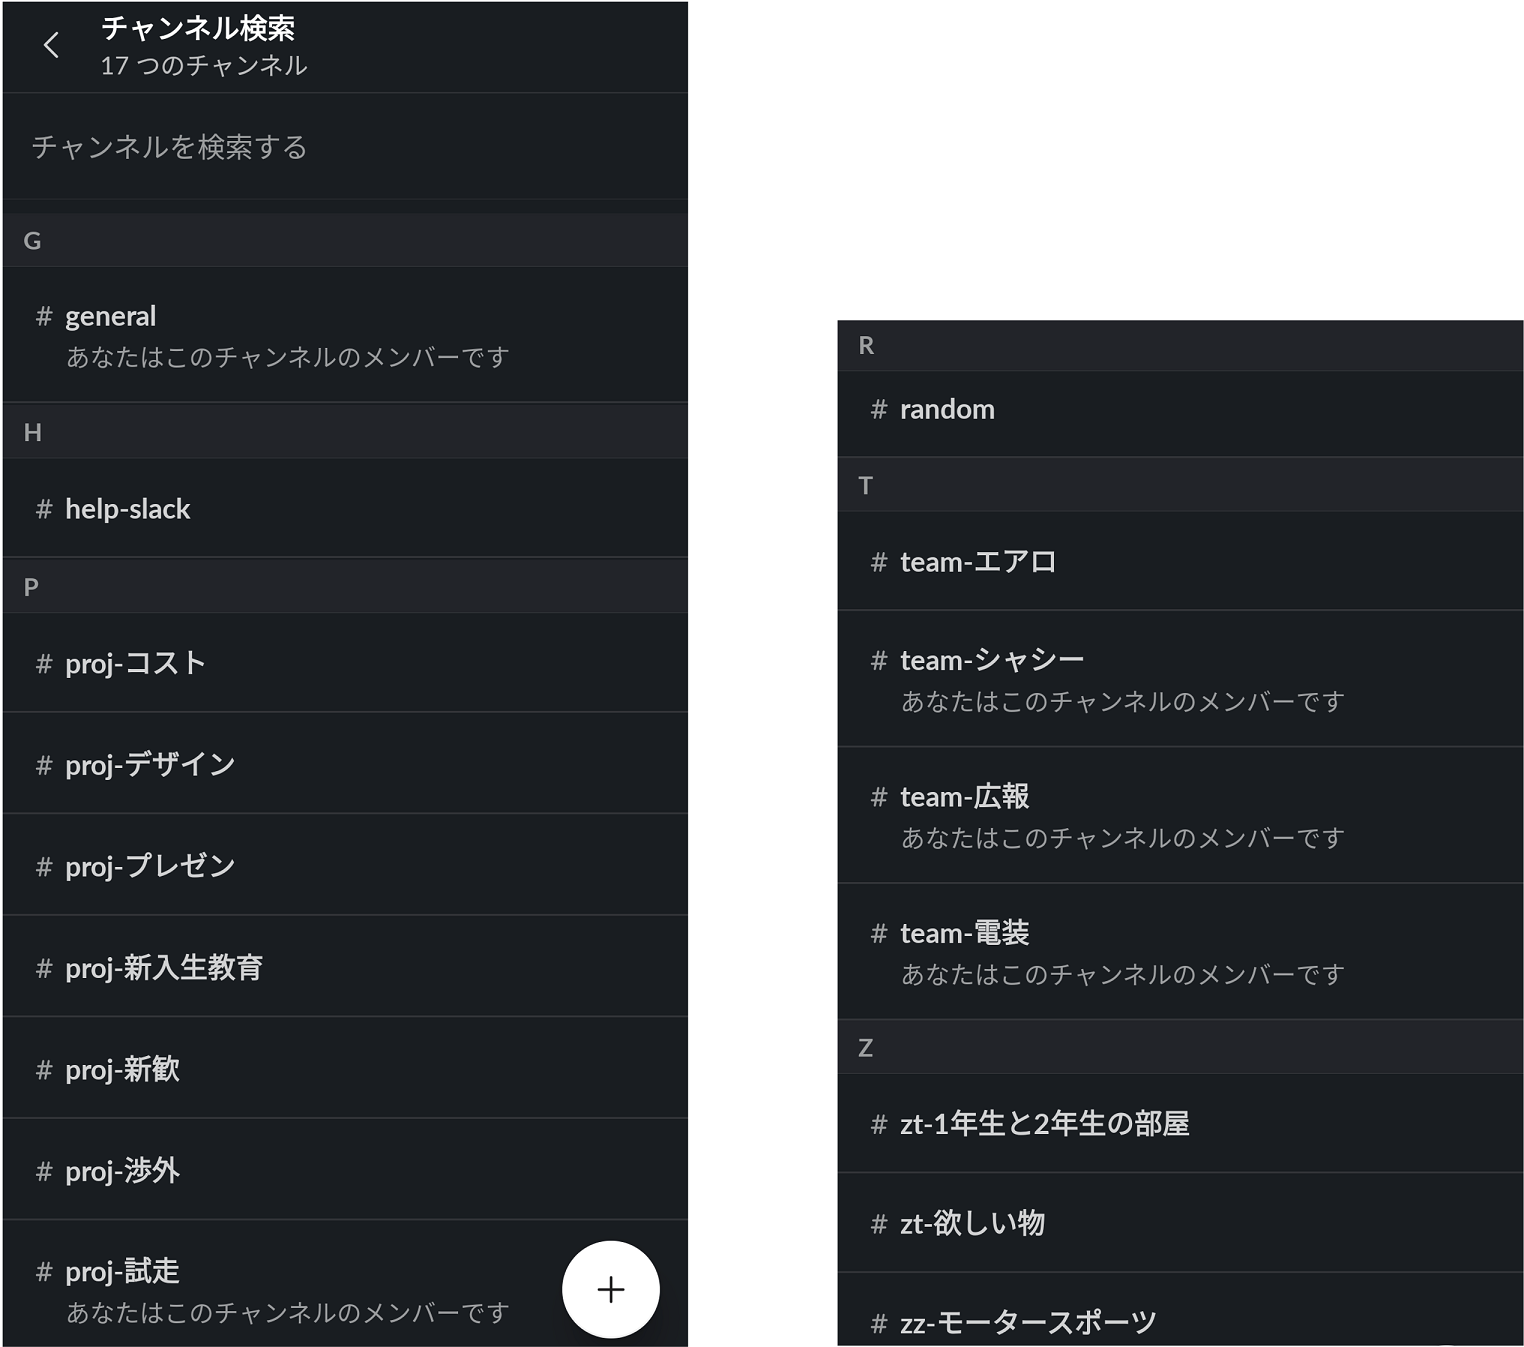 チャンネル検索
17 つのチャンネル
チャンネルを検索する
G
# general
あなたはこのチャンネルのメンバーです
H
# help-slack
P
# proj-コスト
# proj-デザイン
# proj-プレゼン
# proj-新入生教育
# proj-新歓
# proj-渉外
# proj-試走
あなたはこのチャンネルのメンバーです
R
# random
T
# team-エアロ
# team-シャシー
あなたはこのチャンネルのメンバーです
# team-広報
あなたはこのチャンネルのメンバーです
# team-電装
あなたはこのチャンネルのメンバーです
Z
# zt-1年生と2年生の部屋
# zt-欲しい物
# zz-モータースポーツ